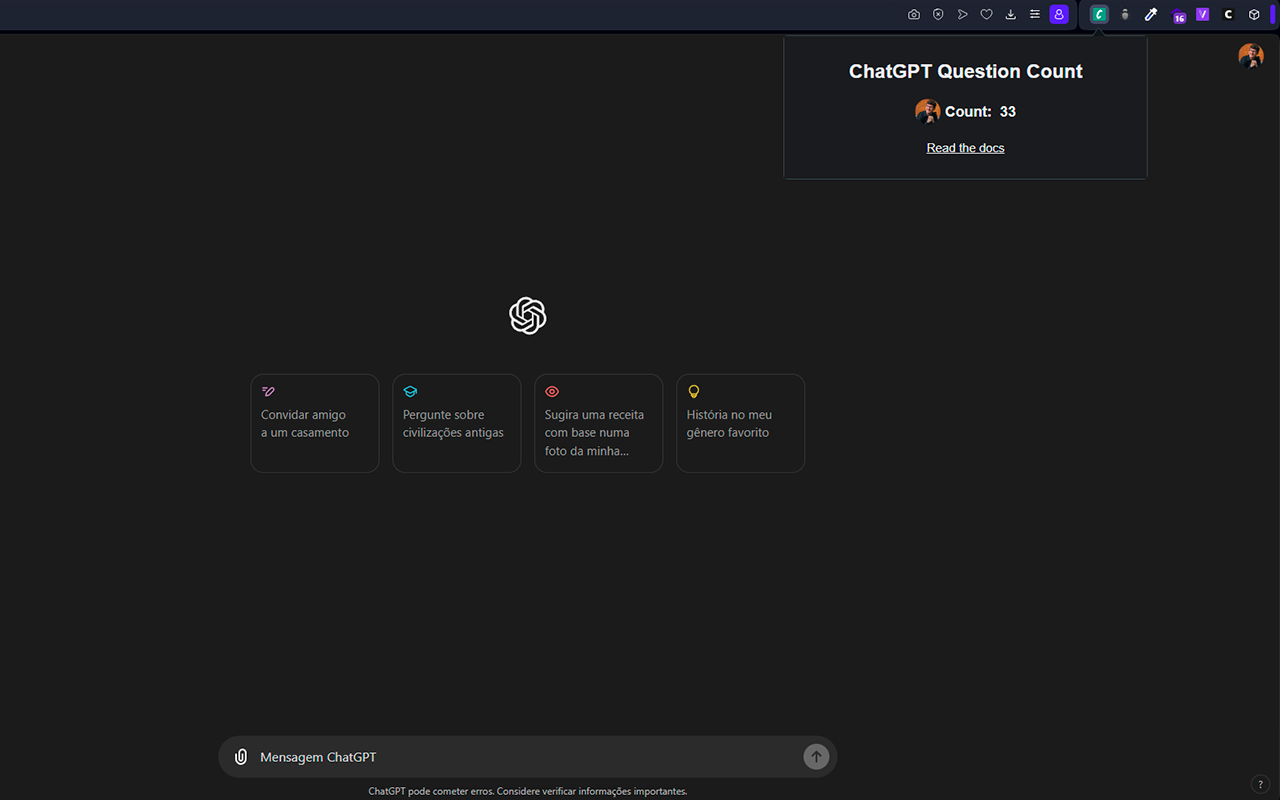 16
V
C
ChatGPT Question Count
Count: 33
Read the docs
Convidar amigo
a um casamento
Pergunte sobre
civilizações antigas
Sugira uma receita
com base numa
foto da minha...
História no meu
gênero favorito
Mensagem ChatGPT
ChatGPT pode cometer erros. Considere verificar informações importantes.
?